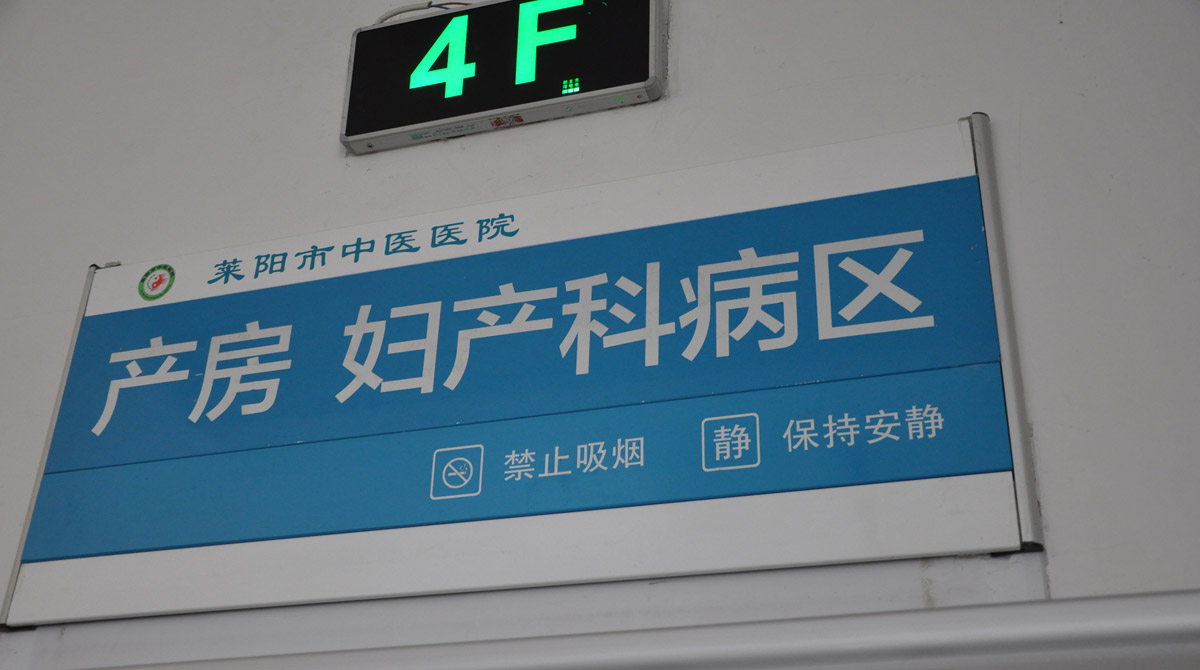 4F
莱阳市中医医院
产房 妇产科病区
禁止吸烟 静 保持安静